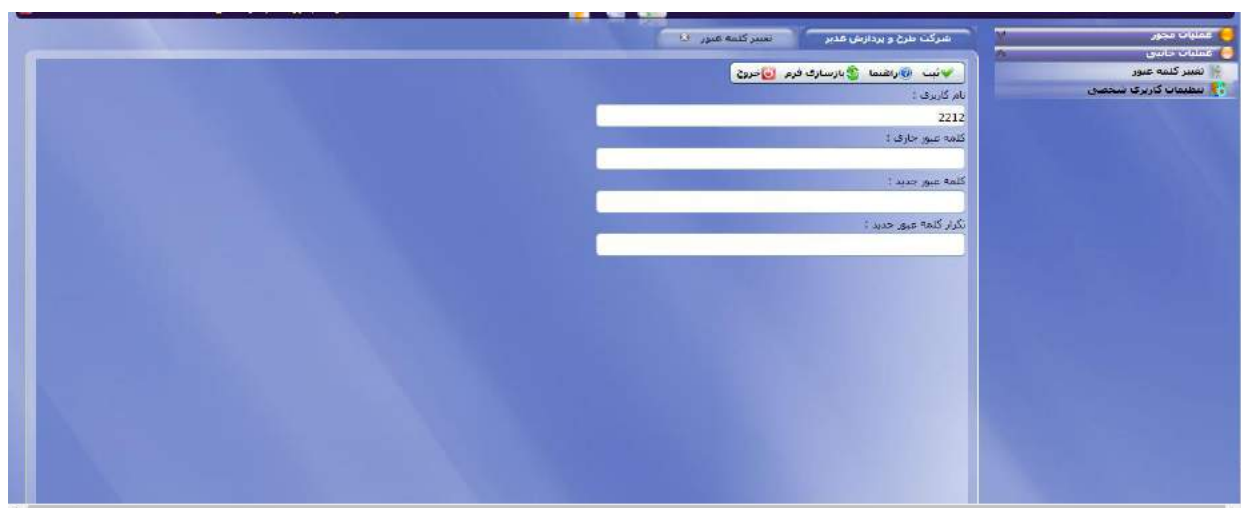 شرکت طرح و پردازش غدیر
تغییر کلمه عبور
عملیات مجوز
عملیات جانبی
تغییر کلمه عبور
تنظیمات کاربری شخصی
ثبت راهنما بازسازی فرم خروج
نام کاربری :
2212
کلمه عبور جاری :
کلمه عبور جدید :
تکرار کلمه عبور جدید :